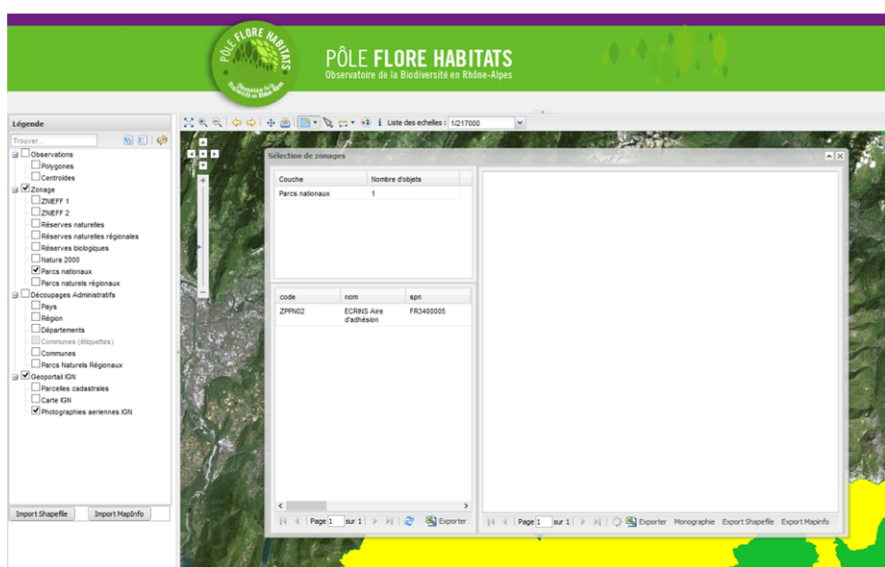 PÔLE FLORE HABITATS
PÔLE FLORE HABITATS
Observatoire de la Biodiversité en Rhône-Alpes
Légende
Trouver...
Liste des echelles : 1/217000
Observations
Polygones
Centroïdes
Zonage
ZNIEFF 1
ZNIEFF 2
Réserves naturelles
Réserves naturelles régionales
Réserves biologiques
Natura 2000
Parcs nationaux
Parcs naturels régionaux
Découpages Administratifs
Pays
Région
Départements
Communes (étiquettes)
Communes
Parcs Naturels Régionaux
Geoportail IGN
Parcelles cadastrales
Carte IGN
Photographies aeriennes IGN
Import Shapefile Import MapInfo
Sélection de zonages
Couche Nombre d'objets
Parcs nationaux 1
code nom spn
ZPPN02 ECRINS Aire d'adhésion FR3400005
Page 1 sur 1 Exporter
Page 1 sur 1 Exporter Monographie Export Shapefile Export Mapinfo